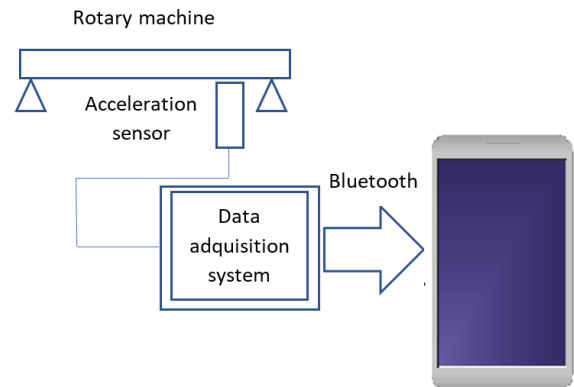 Rotary machine
Acceleration
sensor
Bluetooth
Data
adquisition
system